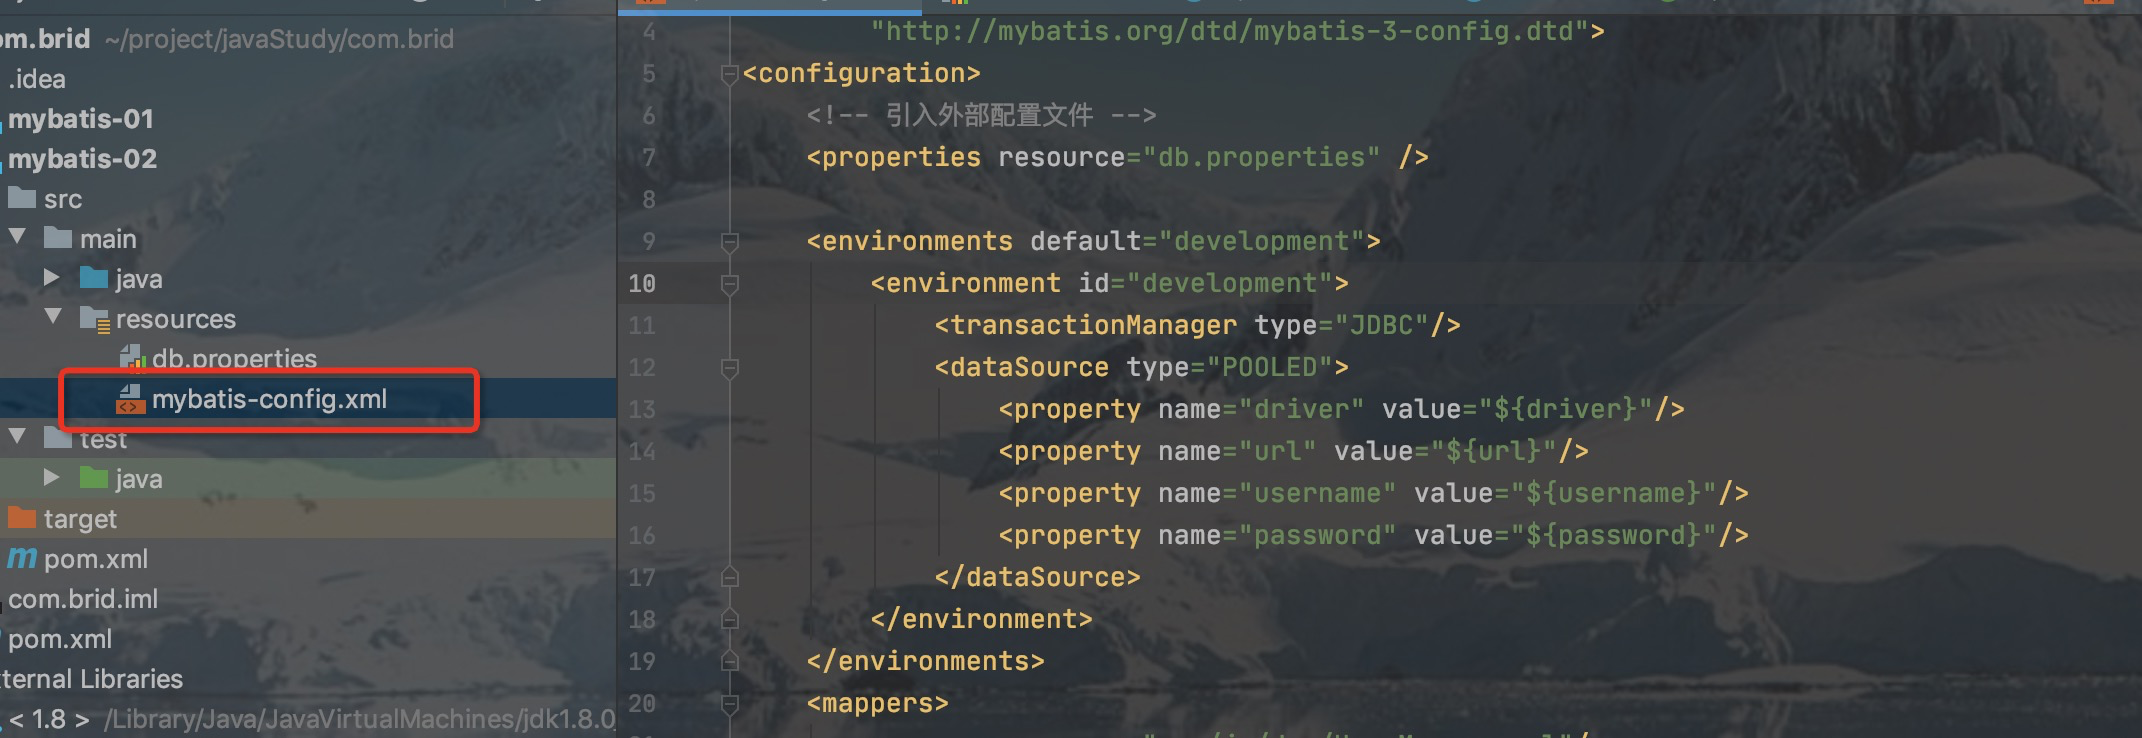 om.brid ~/project/javaStudy/com.brid
.idea
mybatis-01
mybatis-02
src
main
java
resources
db.properties
mybatis-config.xml
test
java
target
pom.xml
com.brid.iml
pom.xml
ternal Libraries
< 1.8 > /Library/Java/JavaVirtualMachines/jdk1.8.0
4 "http://mybatis.org/dtd/mybatis-3-config.dtd">
5 <configuration>
6 <!-- 引入外部配置文件 -->
7 <properties resource="db.properties" />
8
9 <environments default="development">
10 <environment id="development">
11 <transactionManager type="JDBC"/>
12 <dataSource type="POOLED">
13 <property name="driver" value="${driver}"/>
14 <property name="url" value="${url}"/>
15 <property name="username" value="${username}"/>
16 <property name="password" value="${password}"/>
17 </dataSource>
18 </environment>
19 </environments>
20 <mappers>